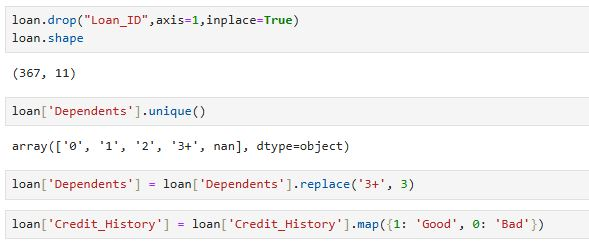 loan.drop("Loan_ID",axis=1,inplace=True)
loan.shape
(367, 11)
loan['Dependents'].unique()
array(['0', '1', '2', '3+', nan], dtype=object)
loan['Dependents'] = loan['Dependents'].replace('3+', 3)
loan['Credit_History'] = loan['Credit_History'].map({1: 'Good', 0: 'Bad'})